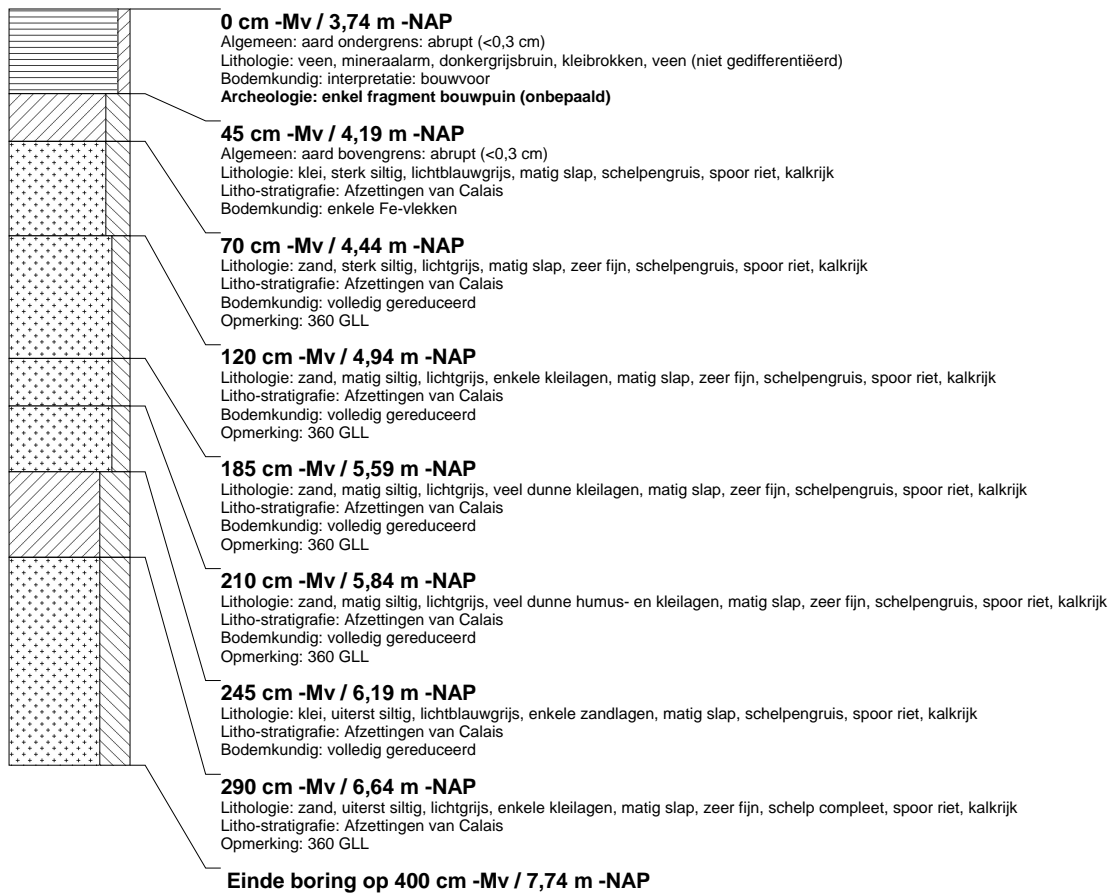 0 cm -Mv / 3,74 m -NAP
Algemeen: aard ondergrens: abrupt (<0,3 cm)
Lithologie: veen, mineraalarm, donkergrijsbruin, kleibrokken, veen (niet gedifferentiëerd)
Bodemkundig: interpretatie: bouwvoor
Archeologie: enkel fragment bouwpuin (onbepaald)
45 cm -Mv / 4,19 m -NAP
Algemeen: aard bovengrens: abrupt (<0,3 cm)
Lithologie: klei, sterk siltig, lichtblauwgrijs, matig slap, schelpengruis, spoor riet, kalkrijk
Litho-stratigrafie: Afzettingen van Calais
Bodemkundig: enkele Fe-vlekken
70 cm -Mv / 4,44 m -NAP
Lithologie: zand, sterk siltig, lichtgrijs, matig slap, zeer fijn, schelpengruis, spoor riet, kalkrijk
Litho-stratigrafie: Afzettingen van Calais
Bodemkundig: volledig gereduceerd
Opmerking: 360 GLL
120 cm -Mv / 4,94 m -NAP
Lithologie: zand, matig siltig, lichtgrijs, enkele kleilagen, matig slap, zeer fijn, schelpengruis, spoor riet, kalkrijk
Litho-stratigrafie: Afzettingen van Calais
Bodemkundig: volledig gereduceerd
Opmerking: 360 GLL
185 cm -Mv / 5,59 m -NAP
Lithologie: zand, matig siltig, lichtgrijs, veel dunne kleilagen, matig slap, zeer fijn, schelpengruis, spoor riet, kalkrijk
Litho-stratigrafie: Afzettingen van Calais
Bodemkundig: volledig gereduceerd
Opmerking: 360 GLL
210 cm -Mv / 5,84 m -NAP
Lithologie: zand, matig siltig, lichtgrijs, veel dunne humus- en kleilagen, matig slap, zeer fijn, schelpengruis, spoor riet, kalkrijk
Litho-stratigrafie: Afzettingen van Calais
Bodemkundig: volledig gereduceerd
Opmerking: 360 GLL
245 cm -Mv / 6,19 m -NAP
Lithologie: klei, uiterst siltig, lichtblauwgrijs, enkele zandlagen, matig slap, schelpengruis, spoor riet, kalkrijk
Litho-stratigrafie: Afzettingen van Calais
Bodemkundig: volledig gereduceerd
290 cm -Mv / 6,64 m -NAP
Lithologie: zand, uiterst siltig, lichtgrijs, enkele kleilagen, matig slap, zeer fijn, schelp compleet, spoor riet, kalkrijk
Litho-stratigrafie: Afzettingen van Calais
Opmerking: 360 GLL
Einde boring op 400 cm -Mv / 7,74 m -NAP